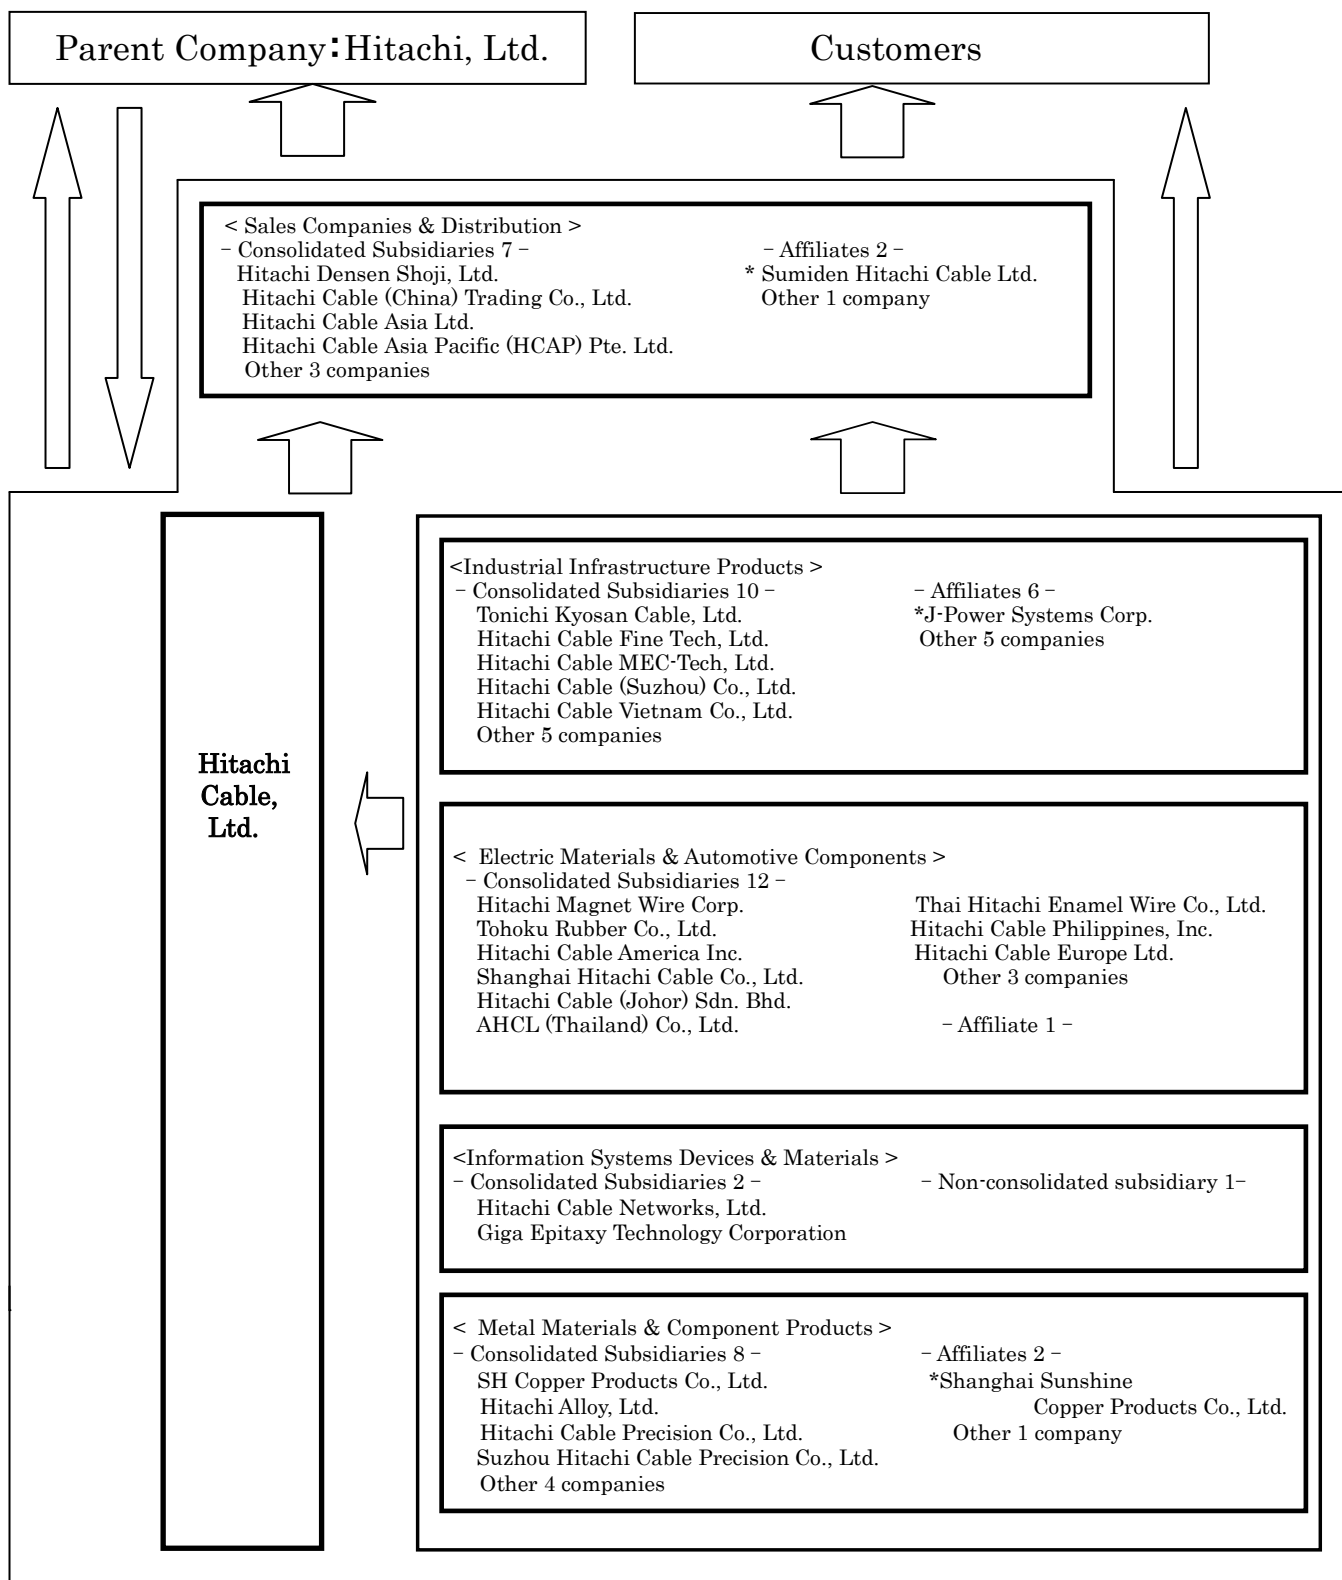 Parent Company:Hitachi, Ltd.
Customers
< Sales Companies & Distribution >
- Consolidated Subsidiaries 7 -
Hitachi Densen Shoji, Ltd.
Hitachi Cable (China) Trading Co., Ltd.
Hitachi Cable Asia Ltd.
Hitachi Cable Asia Pacific (HCAP) Pte. Ltd.
Other 3 companies
- Affiliates 2 -
* Sumiden Hitachi Cable Ltd.
Other 1 company
Hitachi
Cable,
Ltd.
<Industrial Infrastructure Products >
- Consolidated Subsidiaries 10 -
Tonichi Kyosan Cable, Ltd.
Hitachi Cable Fine Tech, Ltd.
Hitachi Cable MEC-Tech, Ltd.
Hitachi Cable (Suzhou) Co., Ltd.
Hitachi Cable Vietnam Co., Ltd.
Other 5 companies
- Affiliates 6 -
*J-Power Systems Corp.
Other 5 companies
< Electric Materials & Automotive Components >
- Consolidated Subsidiaries 12 -
Hitachi Magnet Wire Corp.
Tohoku Rubber Co., Ltd.
Hitachi Cable America Inc.
Shanghai Hitachi Cable Co., Ltd.
Hitachi Cable (Johor) Sdn. Bhd.
AHCL (Thailand) Co., Ltd.
Thai Hitachi Enamel Wire Co., Ltd.
Hitachi Cable Philippines, Inc.
Hitachi Cable Europe Ltd.
Other 3 companies
- Affiliate 1 -
<Information Systems Devices & Materials >
- Consolidated Subsidiaries 2 -
Hitachi Cable Networks, Ltd.
Giga Epitaxy Technology Corporation
- Non-consolidated subsidiary 1-
< Metal Materials & Component Products >
- Consolidated Subsidiaries 8 -
SH Copper Products Co., Ltd.
Hitachi Alloy, Ltd.
Hitachi Cable Precision Co., Ltd.
Suzhou Hitachi Cable Precision Co., Ltd.
Other 4 companies
- Affiliates 2 -
*Shanghai Sunshine
Copper Products Co., Ltd.
Other 1 company